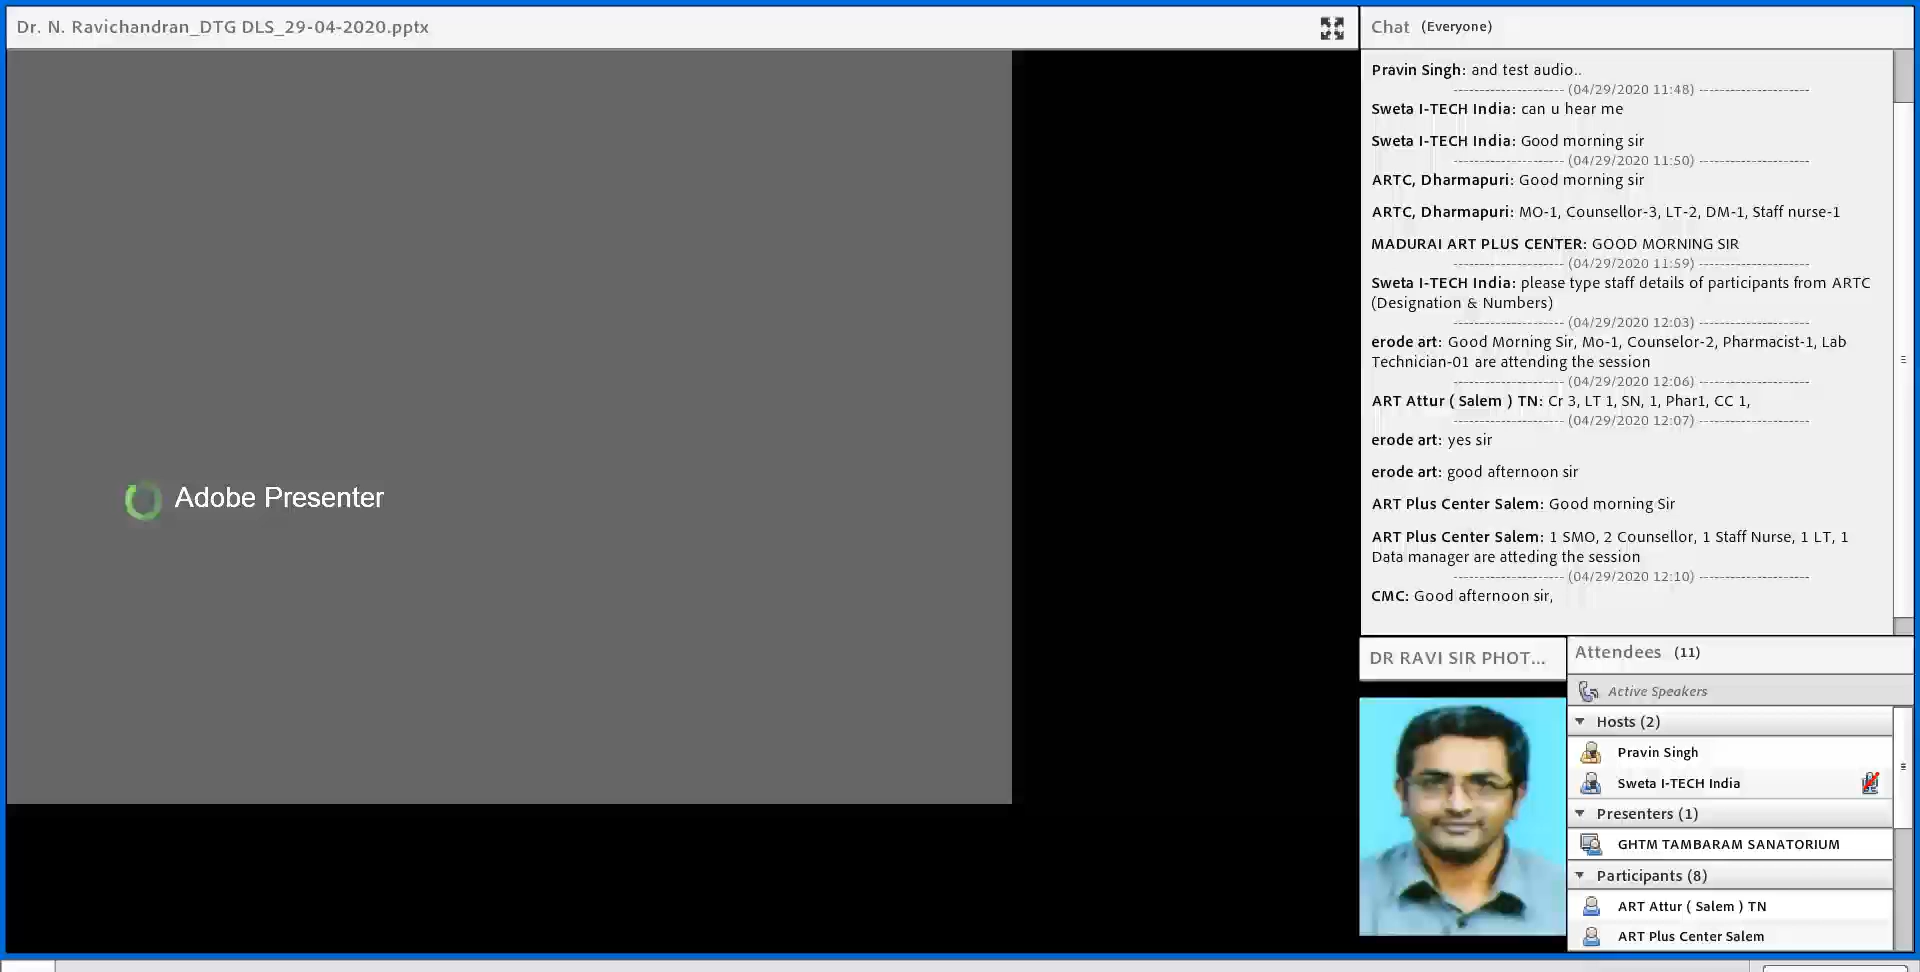 Dr. N. Ravichandran_DTG DLS_29-04-2020.pptx
Adobe Presenter
Chat (Everyone)
Pravin Singh: and test audio..
--------------------- (04/29/2020 11:48) ---------------------
Sweta I-TECH India: can u hear me
Sweta I-TECH India: Good morning sir
--------------------- (04/29/2020 11:50) ---------------------
ARTC, Dharmapuri: Good morning sir
ARTC, Dharmapuri: MO-1, Counsellor-3, LT-2, DM-1, Staff nurse-1
MADURAI ART PLUS CENTER: GOOD MORNING SIR
--------------------- (04/29/2020 11:59) ---------------------
Sweta I-TECH India: please type staff details of participants from ARTC
(Designation & Numbers)
--------------------- (04/29/2020 12:03) ---------------------
erode art: Good Morning Sir, Mo-1, Counselor-2, Pharmacist-1, Lab
Technician-01 are attending the session
--------------------- (04/29/2020 12:06) ---------------------
ART Attur ( Salem ) TN: Cr 3, LT 1, SN, 1, Phar1, CC 1,
--------------------- (04/29/2020 12:07) ---------------------
erode art: yes sir
erode art: good afternoon sir
ART Plus Center Salem: Good morning Sir
ART Plus Center Salem: 1 SMO, 2 Counsellor, 1 Staff Nurse, 1 LT, 1
Data manager are atteding the session
--------------------- (04/29/2020 12:10) ---------------------
CMC: Good afternoon sir,
DR RAVI SIR PHOT...
Attendees (11)
Active Speakers
Hosts (2)
Pravin Singh
Sweta I-TECH India
Presenters (1)
GHTM TAMBARAM SANATORIUM
Participants (8)
ART Attur ( Salem ) TN
ART Plus Center Salem